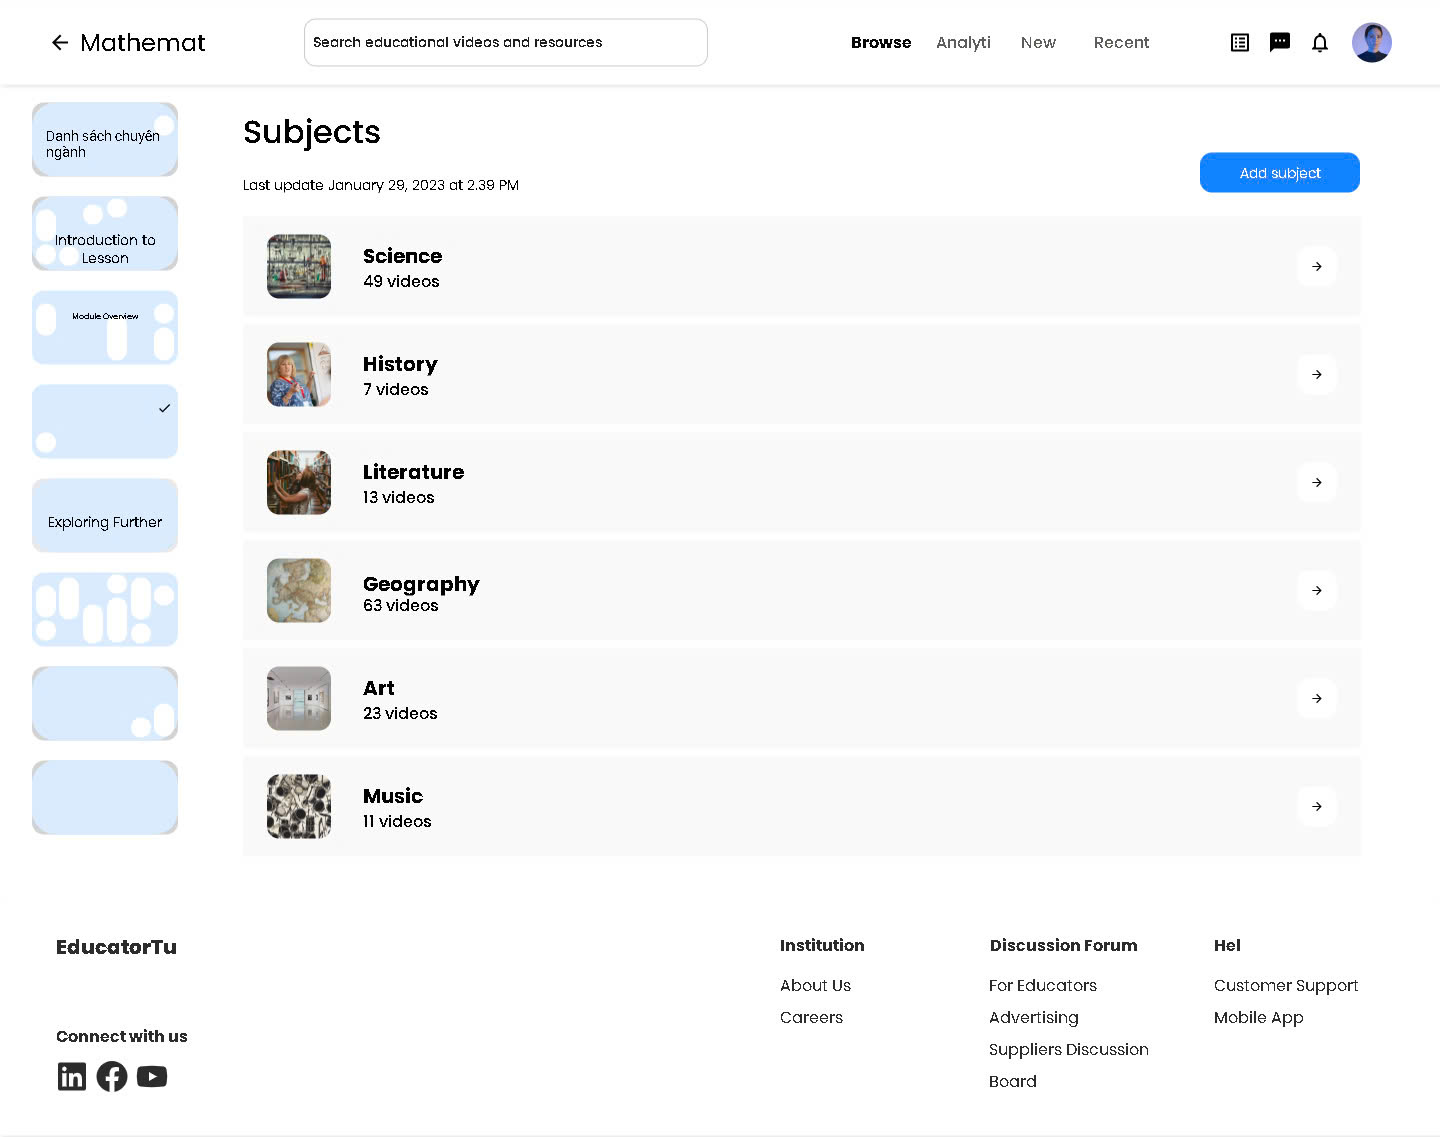 Mathemat
Search educational videos and resources
Browse
Analyti
New
Recent
Danh sách chuyên
ngành
Introduction to
Lesson
Module Overview
Exploring Further
Subjects
Last update January 29, 2023 at 2.39 PM
Add subject
Science
49 videos
History
7 videos
Literature
13 videos
Geography
63 videos
Art
23 videos
Music
11 videos
EducatorTu
Connect with us
Institution
About Us
Careers
Discussion Forum
For Educators
Advertising
Suppliers Discussion
Board
Hel
Customer Support
Mobile App